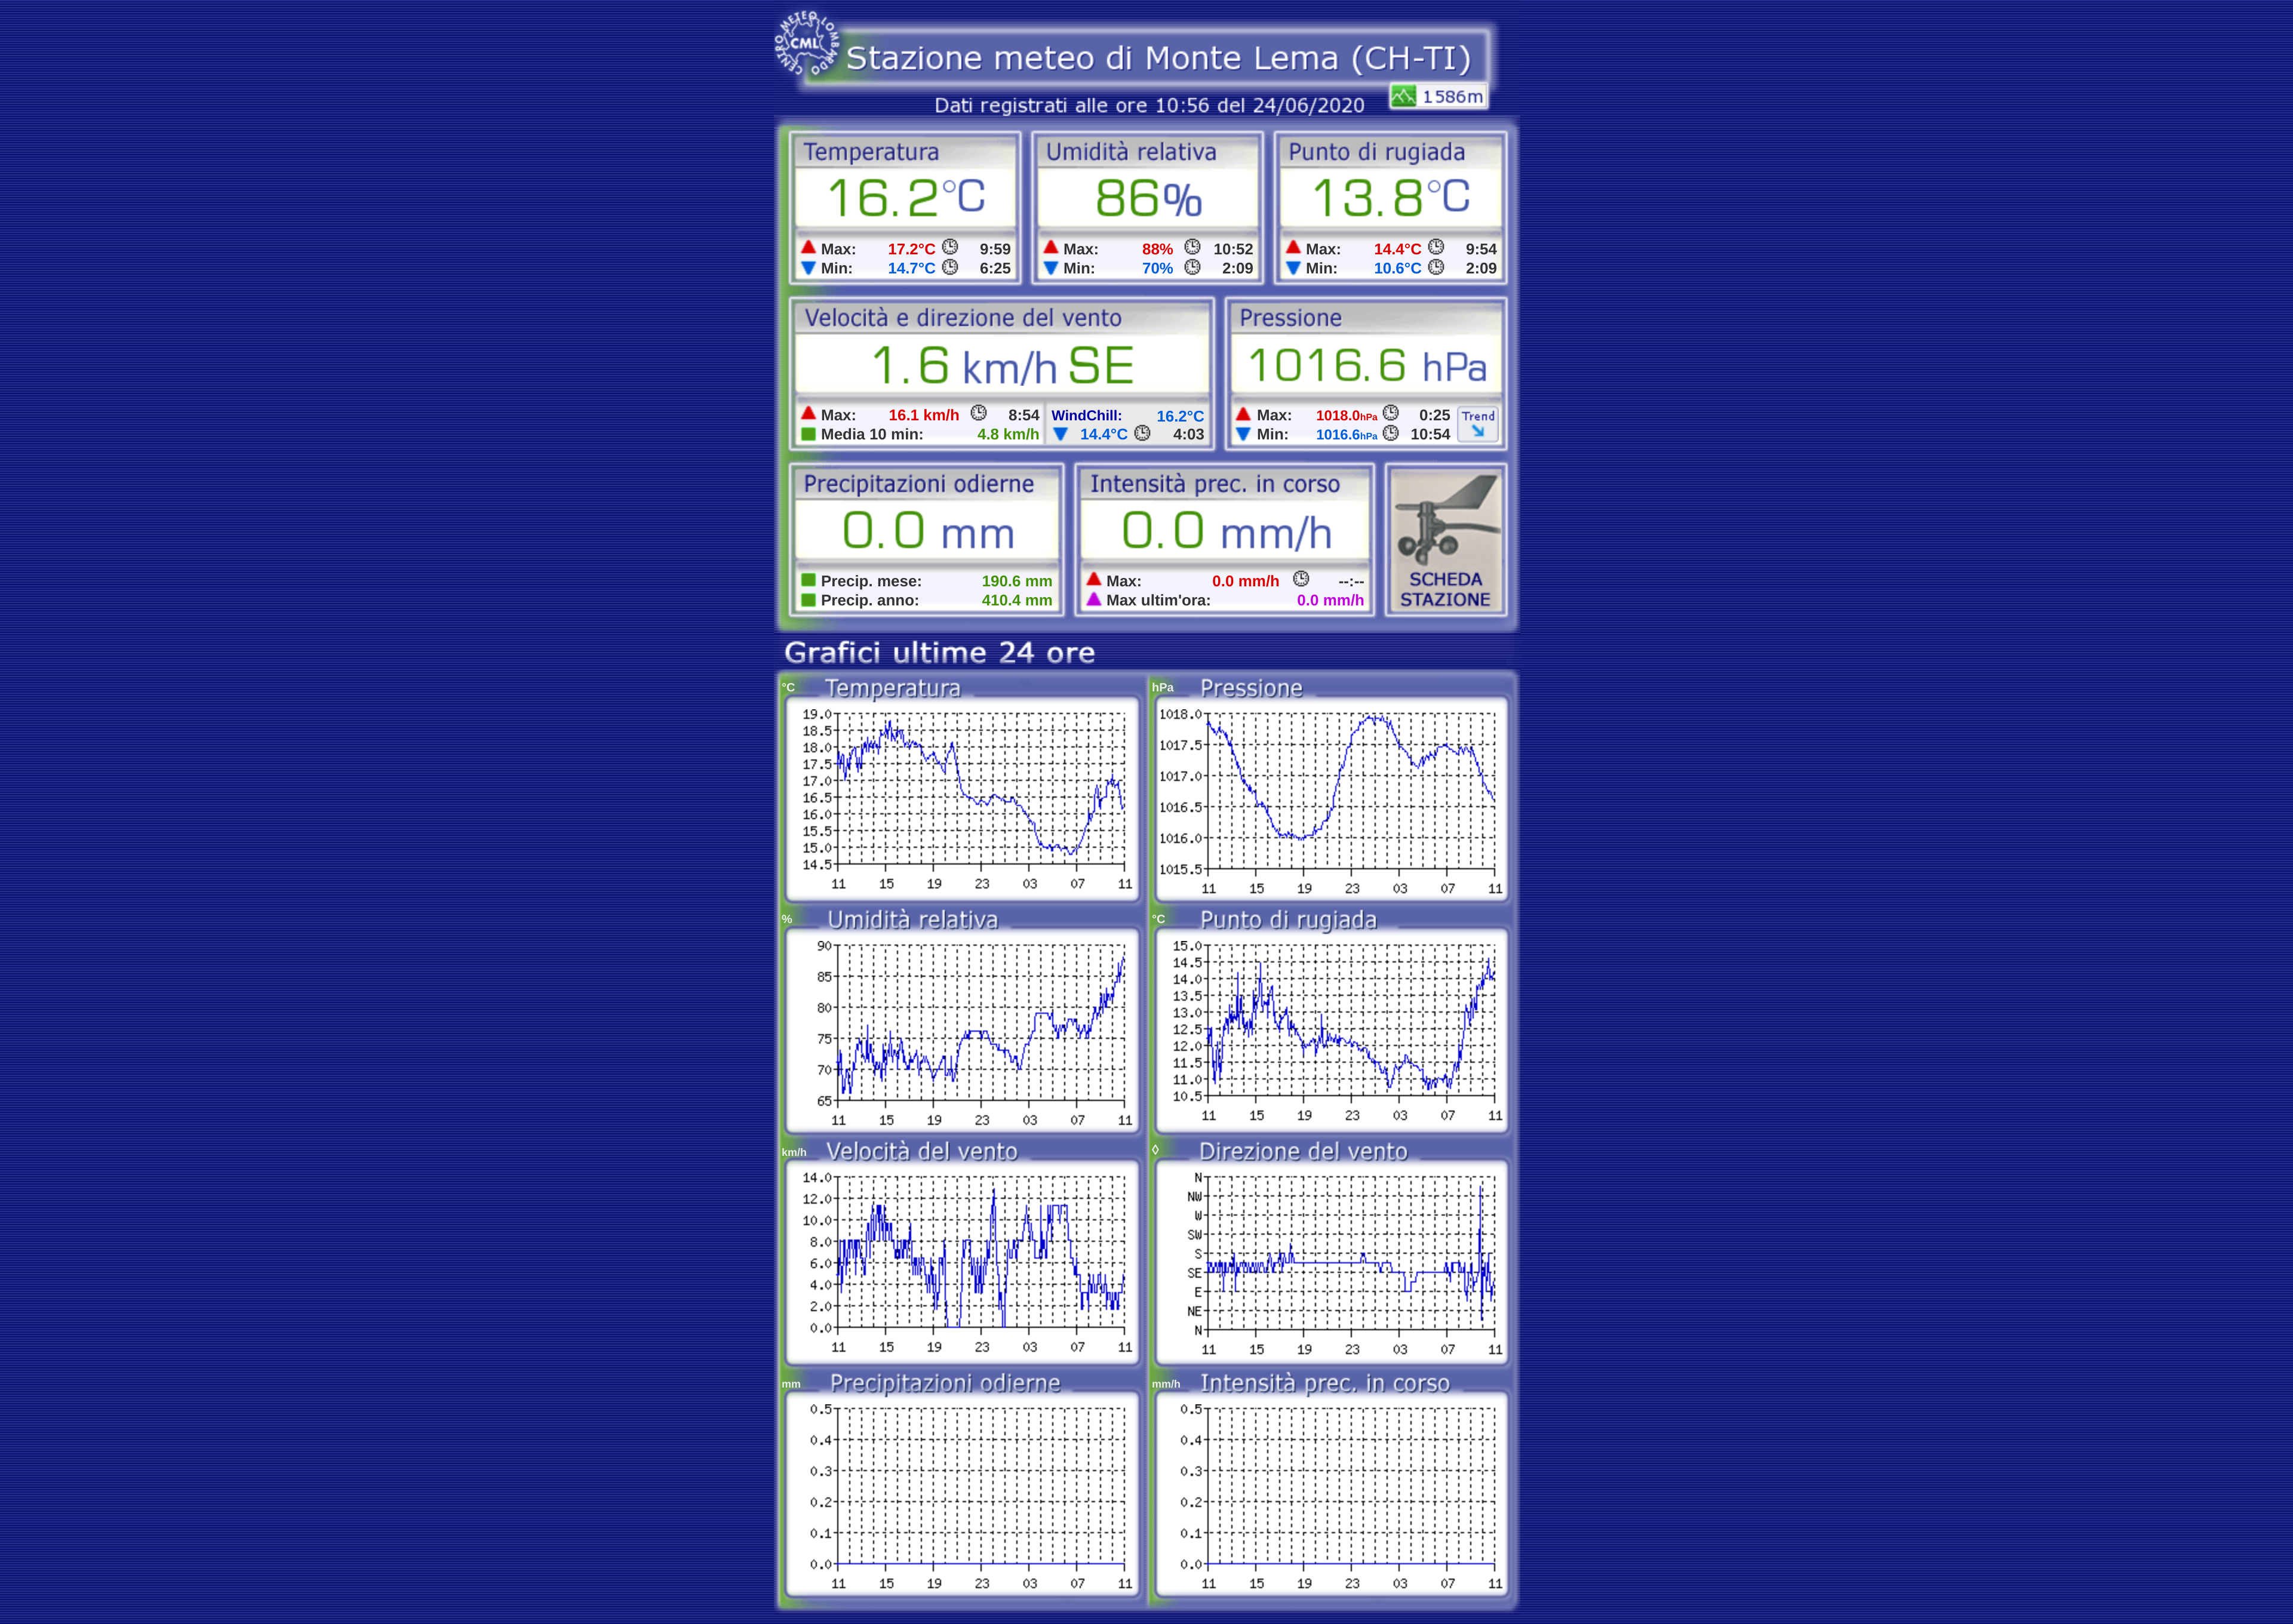 CENTRO METEO LOMBARDO
CML
Stazione meteo di Monte Lema (CH-TI)
Dati registrati alle ore 10:56 del 24/06/2020
1586m
Temperatura
16.2°C
Max: 17.2°C 9:59
Min: 14.7°C 6:25
Umidità relativa
86%
Max: 88% 10:52
Min: 70% 2:09
Punto di rugiada
13.8°C
Max: 14.4°C 9:54
Min: 10.6°C 2:09
Velocità e direzione del vento
1.6 km/h SE
Max: 16.1 km/h 8:54
Media 10 min: 4.8 km/h
WindChill: 16.2°C
14.4°C 4:03
Pressione
1016.6 hPa
Max: 1018.0hPa 0:25
Min: 1016.6hPa 10:54
Trend
Precipitazioni odierne
0.0 mm
Precip. mese: 190.6 mm
Precip. anno: 410.4 mm
Intensità prec. in corso
0.0 mm/h
Max: 0.0 mm/h --:--
Max ultim'ora: 0.0 mm/h
SCHEDA
STAZIONE
Grafici ultime 24 ore
°C Temperatura
19.0
18.5
18.0
17.5
17.0
16.5
16.0
15.5
15.0
14.5
11 15 19 23 03 07 11
hPa Pressione
1018.0
1017.5
1017.0
1016.5
1016.0
1015.5
11 15 19 23 03 07 11
% Umidità relativa
90
85
80
75
70
65
11 15 19 23 03 07 11
°C Punto di rugiada
15.0
14.5
14.0
13.5
13.0
12.5
12.0
11.5
11.0
10.5
11 15 19 23 03 07 11
km/h Velocità del vento
14.0
12.0
10.0
8.0
6.0
4.0
2.0
0.0
11 15 19 23 03 07 11
◊ Direzione del vento
N
NW
W
SW
S
SE
E
NE
N
11 15 19 23 03 07 11
mm Precipitazioni odierne
0.5
0.4
0.3
0.2
0.1
0.0
11 15 19 23 03 07 11
mm/h Intensità prec. in corso
0.5
0.4
0.3
0.2
0.1
0.0
11 15 19 23 03 07 11